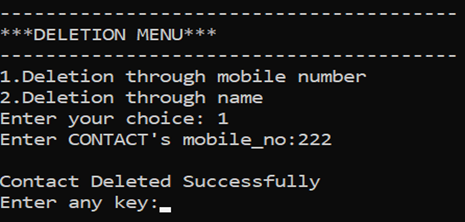 -----------------------------------------
***DELETION MENU***
-----------------------------------------
1.Deletion through mobile number
2.Deletion through name
Enter your choice: 1
Enter CONTACT's mobile_no:222
Contact Deleted Successfully
Enter any key: